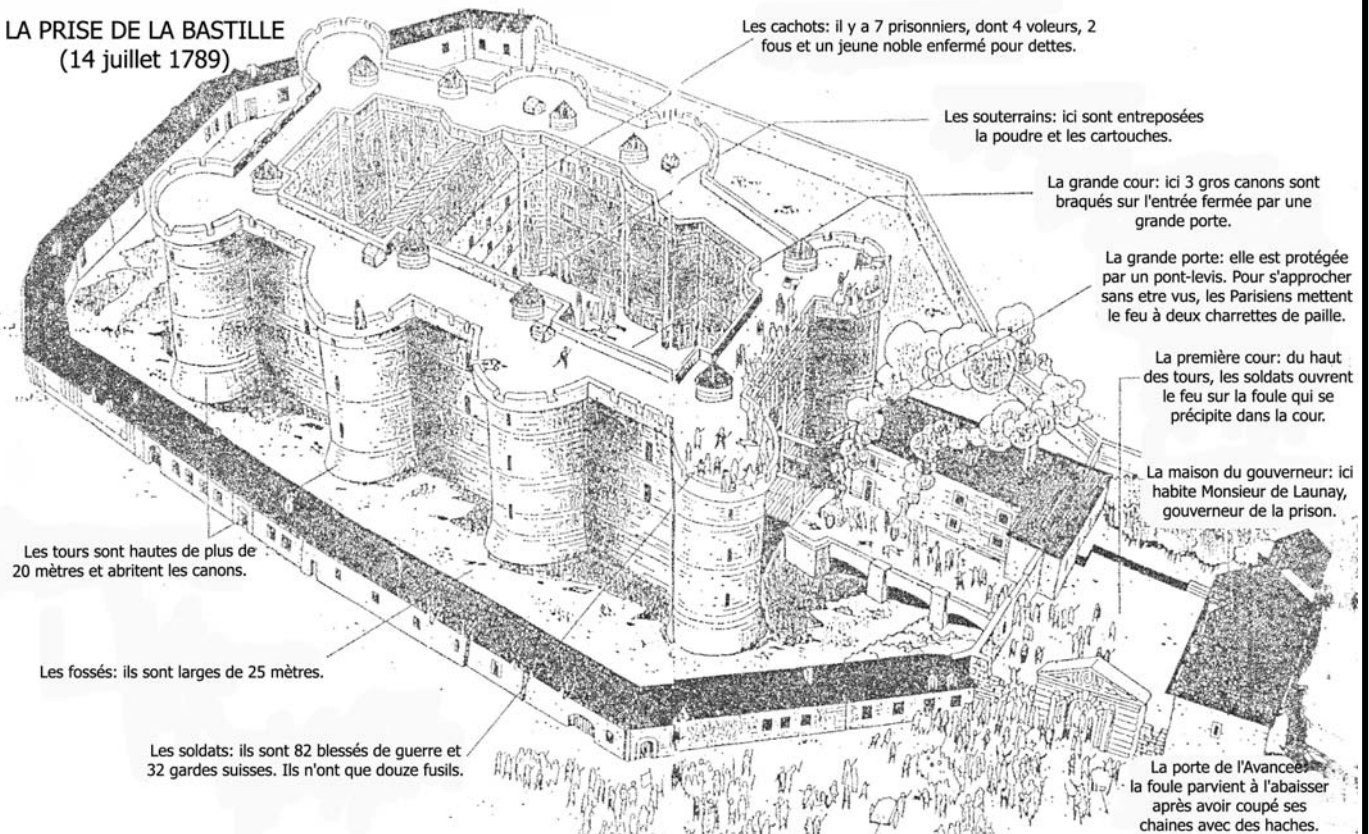 LA PRISE DE LA BASTILLE
(14 juillet 1789)
Les cachots: il y a 7 prisonniers, dont 4 voleurs, 2
fous et un jeune noble enfermé pour dettes.
Les souterrains: ici sont entreposées
la poudre et les cartouches.
La grande cour: ici 3 gros canons sont
braqués sur l'entrée fermée par une
grande porte.
La grande porte: elle est protégée
par un pont-levis. Pour s'approcher
sans etre vus, les Parisiens mettent
le feu à deux charrettes de paille.
La première cour: du haut
des tours, les soldats ouvrent
le feu sur la foule qui se
précipite dans la cour.
La maison du gouverneur: ici
habite Monsieur de Launay,
gouverneur de la prison.
Les tours sont hautes de plus de
20 mètres et abritent les canons.
Les fossés: ils sont larges de 25 mètres.
Les soldats: ils sont 82 blessés de guerre et
32 gardes suisses. Ils n'ont que douze fusils.
La porte de l'Avancée:
la foule parvient à l'abaisser
après avoir coupé ses
chaines avec des haches.